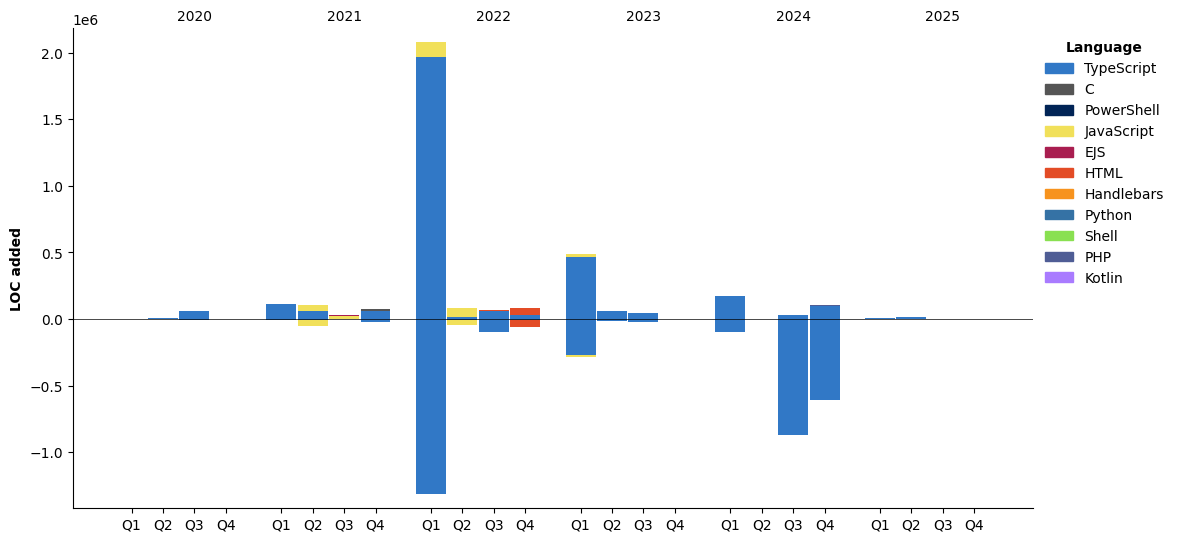 1e6
2020 2021 2022 2023 2024 2025
LOC added
2.0
1.5
1.0
0.5
0.0
−0.5
−1.0
Q1 Q2 Q3 Q4 Q1 Q2 Q3 Q4 Q1 Q2 Q3 Q4 Q1 Q2 Q3 Q4 Q1 Q2 Q3 Q4 Q1 Q2 Q3 Q4
Language
TypeScript
C
PowerShell
JavaScript
EJS
HTML
Handlebars
Python
Shell
PHP
Kotlin